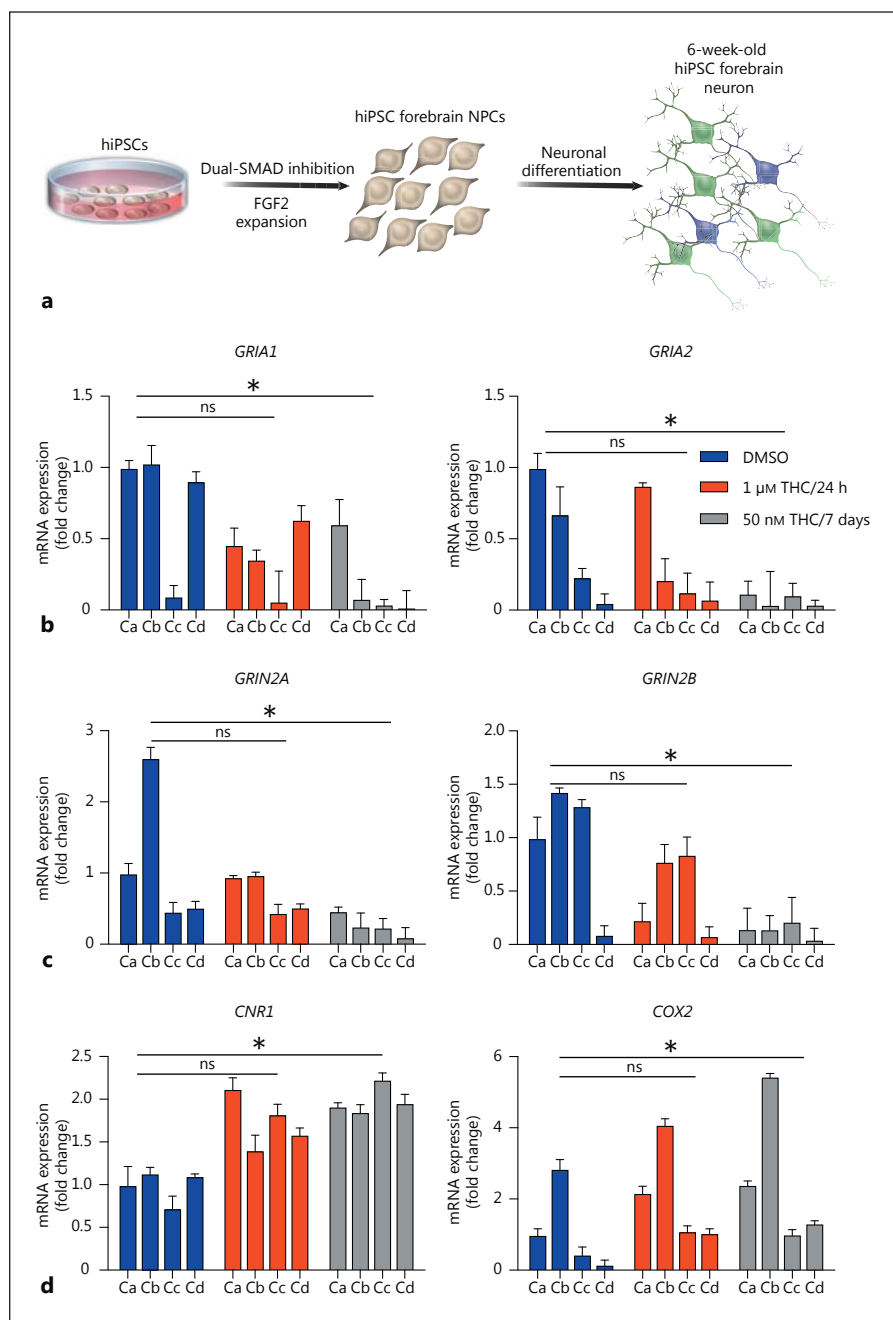 6-week-old
hiPSC forebrain
neuron
hiPSC forebrain NPCs
hiPSCs
Dual-SMAD inhibition
FGF2
expansion
Neuronal
differentiation
a
GRIA1
mRNA expression
(fold change)
1.5
1.0
0.5
0
*
ns
Ca Cb Cc Cd Ca Cb Cc Cd Ca Cb Cc Cd
b
GRIA2
mRNA expression
(fold change)
1.5
1.0
0.5
0
*
ns
DMSO
1 μM THC/24 h
50 nM THC/7 days
Ca Cb Cc Cd Ca Cb Cc Cd Ca Cb Cc Cd
GRIN2A
mRNA expression
(fold change)
3
2
1
0
*
ns
Ca Cb Cc Cd Ca Cb Cc Cd Ca Cb Cc Cd
c
GRIN2B
mRNA expression
(fold change)
2.0
1.5
1.0
0.5
0
*
ns
Ca Cb Cc Cd Ca Cb Cc Cd Ca Cb Cc Cd
CNR1
mRNA expression
(fold change)
2.5
2.0
1.5
1.0
0.5
0
*
ns
Ca Cb Cc Cd Ca Cb Cc Cd Ca Cb Cc Cd
d
COX2
mRNA expression
(fold change)
6
4
2
0
*
ns
Ca Cb Cc Cd Ca Cb Cc Cd Ca Cb Cc Cd